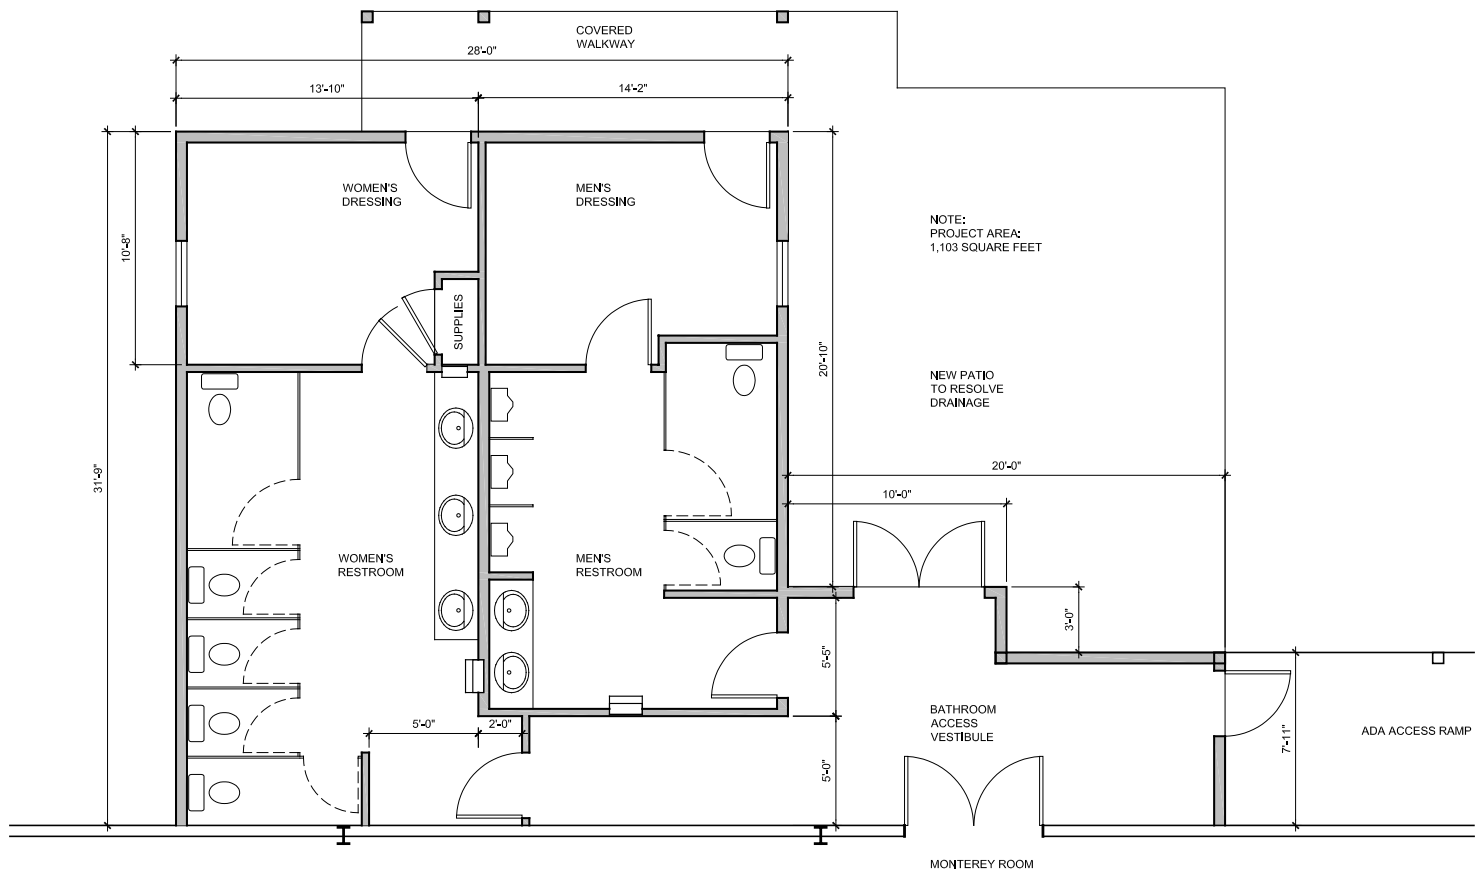 COVERED
WALKWAY
28'-0"
13'-10"
14'-2"
WOMEN'S
DRESSING
MEN'S
DRESSING
10'-8"
SUPPLIES
NOTE:
PROJECT AREA:
1,103 SQUARE FEET
20'-10"
NEW PATIO
TO RESOLVE
DRAINAGE
31'-9"
20'-0"
10'-0"
WOMEN'S
RESTROOM
MEN'S
RESTROOM
3'-0"
5'-5"
5'-0"
2'-0"
BATHROOM
ACCESS
VESTIBULE
7'-11"
ADA ACCESS RAMP
5'-0"
MONTEREY ROOM